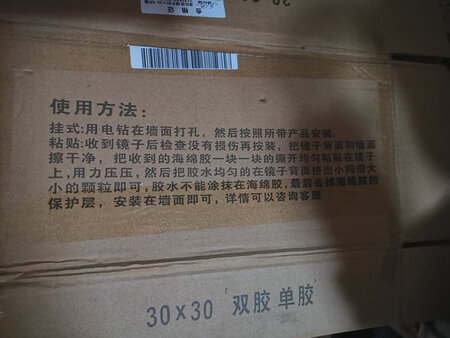 30×30
合格证
使用方法：
挂式：用电钻在墙面打孔，然后按照所带产品安装.
粘贴：收到镜子后检查没有损伤再按装，把镜子背面和墙面
擦干净，把收到的海绵胶一块一块的撕开均匀粘贴在镜子
上，用力压压，然后把胶水均匀的在镜子背面挤出小拇指大
小的颗粒即可，胶水不能涂抹在海绵胶，最后去掉海绵胶的
保护层，安装在墙面即可，详情可以咨询客服
30×30 双胶 单胶